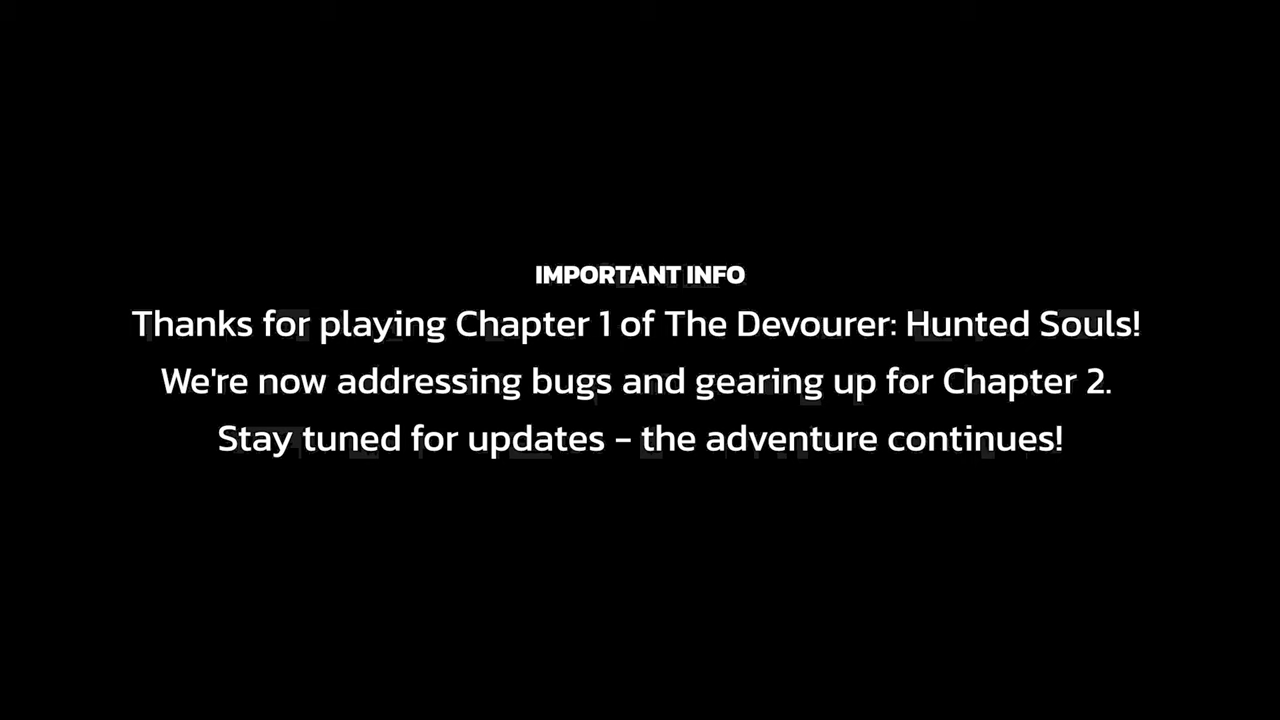 IMPORTANT INFO
Thanks for playing Chapter 1 of The Devourer: Hunted Souls!
We're now addressing bugs and gearing up for Chapter 2.
Stay tuned for updates - the adventure continues!